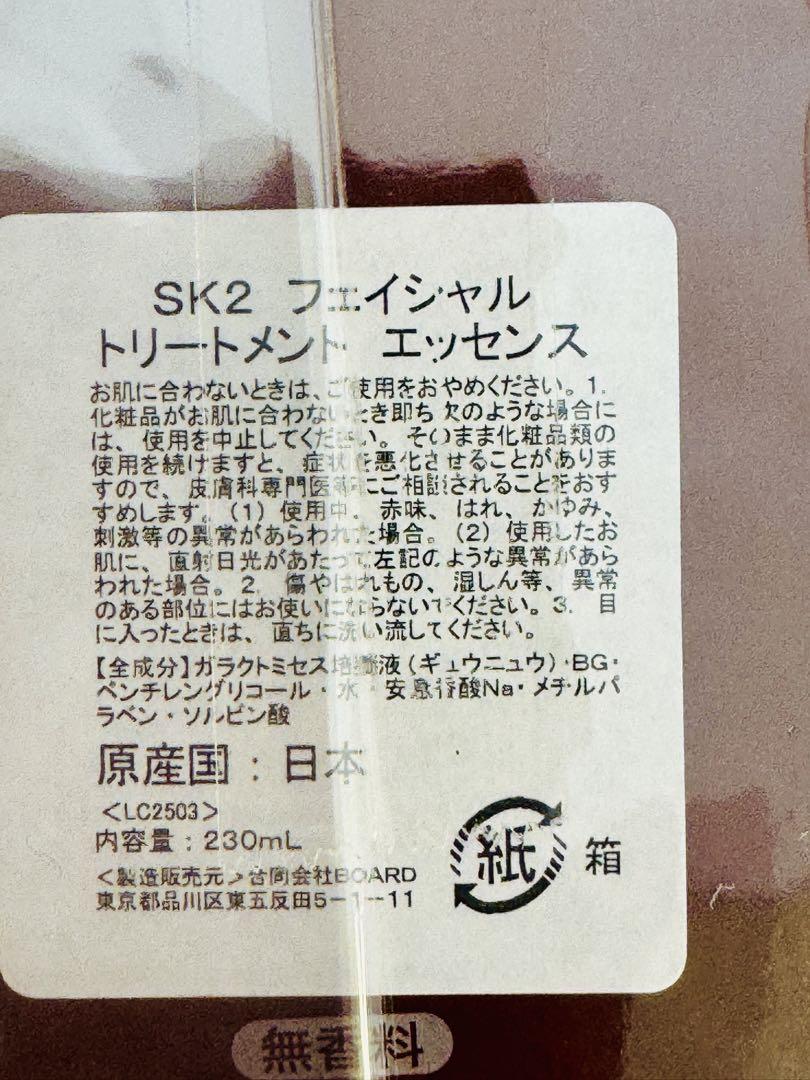 SK2 フェイシャル
トリートメント エッセンス
お肌に合わないときは、ご使用をおやめください。1.
化粧品がお肌に合わないとき即ち次のような場合に
は、使用を中止してください。そのまま化粧品類の
使用を続けますと、症状を悪化させることがありま
すので、皮膚科専門医等にご相談されることをおす
すめします。(1) 使用中、赤味、はれ、かゆみ、
刺激等の異常があらわれた場合。(2) 使用したお
肌に、直射日光があたって左記のような異常があら
われた場合。2. 傷やはれもの、湿しん等、異常
のある部位にはお使いにならないでください。3. 目
に入ったときは、直ちに洗い流してください。
【全成分】ガラクトミセス培養液(ギュウニュウ)・BG・
ペンチレングリコール・水・安息香酸Na・メチルパ
ラベン・ソルビン酸
原産国:日本
<LC2503>
内容量:230mL
<製造販売元>合同会社BOARD
東京都品川区東五反田5-1-11
紙 箱
無香料